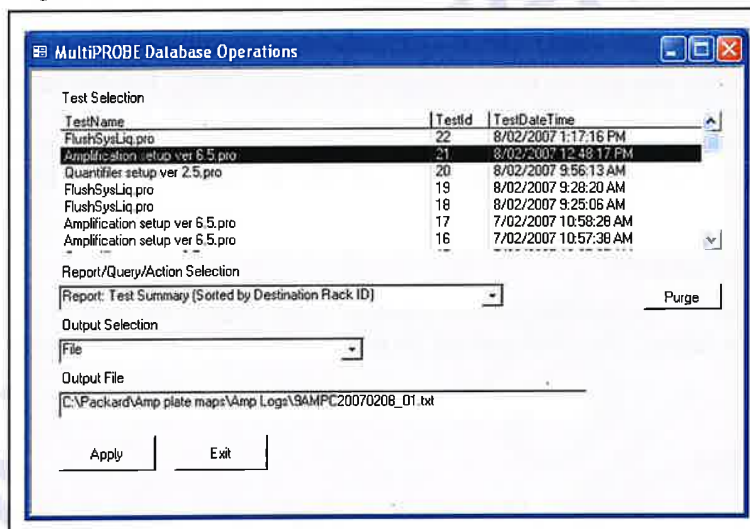 MultiPROBE Database Operations
Test Selection
TestName TestId TestDateTime
FlushSysLiq.pro 22 8/02/2007 1:17:16 PM
Amplification setup ver 6.5.pro 21 8/02/2007 12:48:17 PM
Quantifiler setup ver 2.5.pro 20 8/02/2007 9:56:13 AM
FlushSysLiq.pro 19 8/02/2007 9:28:20 AM
FlushSysLiq.pro 18 8/02/2007 9:25:06 AM
Amplification setup ver 6.5.pro 17 7/02/2007 10:58:28 AM
Amplification setup ver 6.5.pro 16 7/02/2007 10:57:38 AM
Report/Query/Action Selection
Report: Test Summary (Sorted by Destination Rack ID)
Purge
Output Selection
File
Output File
C:\Packard\Amp plate maps\Amp Logs\9AMPC20070208_01.txt
Apply Exit